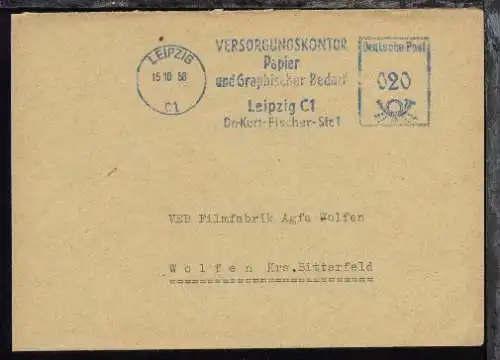 LEIPZIG
15 10 58
C1
VERSORGUNGSKONTOR
Papier
und Graphischer Bedarf
Leipzig C1
Dr.-Kurt-Fischer-Str. 1
Deutsche Post
020
VEB Filmfabrik Agfa Wolfen
Wolfen Krs.Bitterfeld